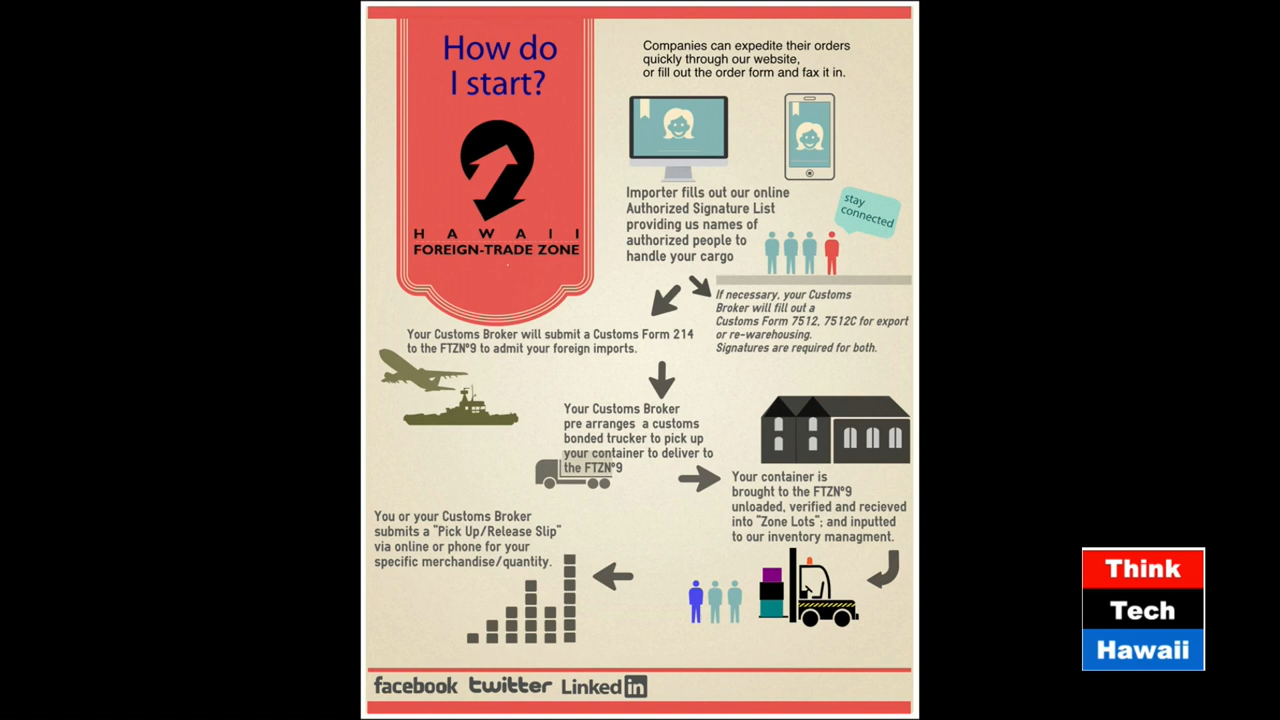 How do
I start?
HAWAII
FOREIGN-TRADE ZONE
Companies can expedite their orders
quickly through our website,
or fill out the order form and fax it in.
Importer fills out our online
Authorized Signature List
providing us names of
authorized people to
handle your cargo
stay
connected
If necessary, your Customs
Broker will fill out a
Customs Form 7512, 7512C for export
or re-warehousing.
Signatures are required for both.
Your Customs Broker will submit a Customs Form 214
to the FTZNº9 to admit your foreign imports.
Your Customs Broker
pre arranges a customs
bonded trucker to pick up
your container to deliver to
the FTZNº9
Your container is
brought to the FTZNº9
unloaded, verified and recieved
into "Zone Lots"; and inputted
to our inventory managment.
You or your Customs Broker
submits a "Pick Up/Release Slip"
via online or phone for your
specific merchandise/quantity.
facebook twitter Linked in
Think
Tech
Hawaii